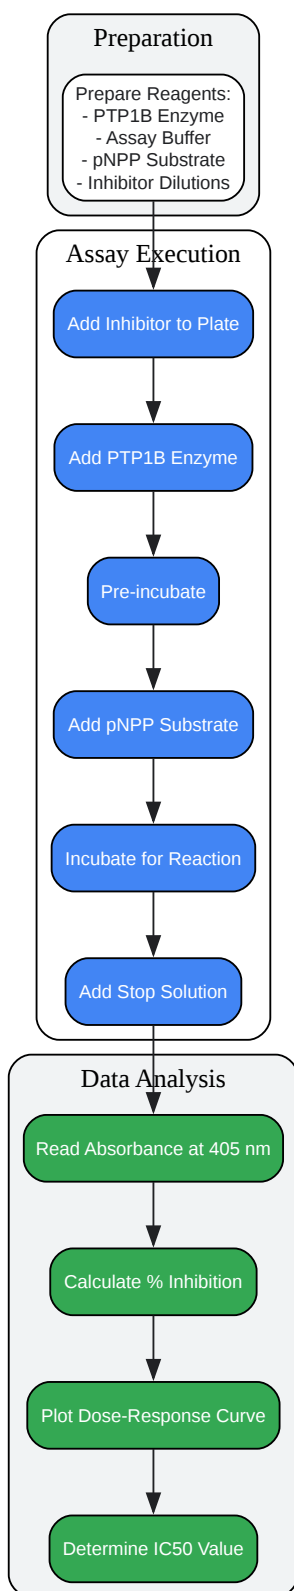 Preparation
Prepare Reagents:
- PTP1B Enzyme
- Assay Buffer
- pNPP Substrate
- Inhibitor Dilutions
Assay Execution
Add Inhibitor to Plate
Add PTP1B Enzyme
Pre-incubate
Add pNPP Substrate
Incubate for Reaction
Add Stop Solution
Data Analysis
Read Absorbance at 405 nm
Calculate % Inhibition
Plot Dose-Response Curve
Determine IC50 Value